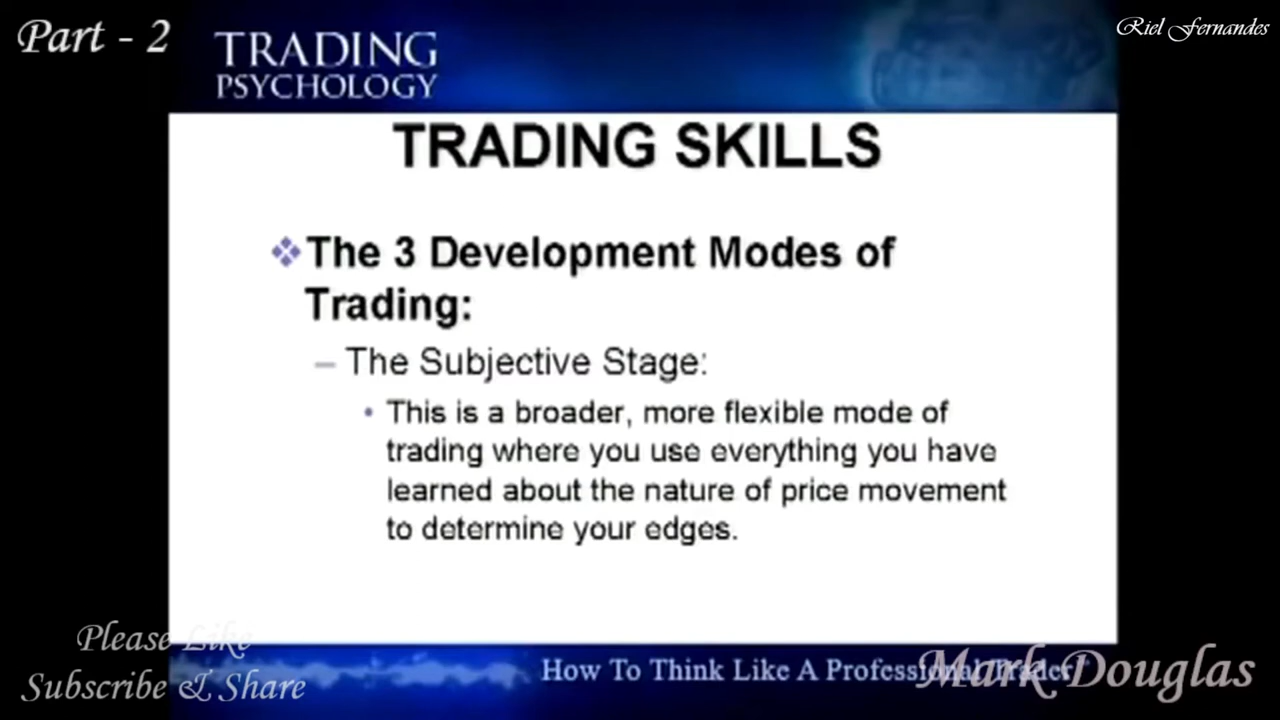 Part - 2
Riel Fernandes
TRADING
PSYCHOLOGY
TRADING SKILLS
The 3 Development Modes of
Trading:
– The Subjective Stage:
• This is a broader, more flexible mode of
trading where you use everything you have
learned about the nature of price movement
to determine your edges.
Please Like
Subscribe & Share
How To Think Like A Professional Trader
Mark Douglas